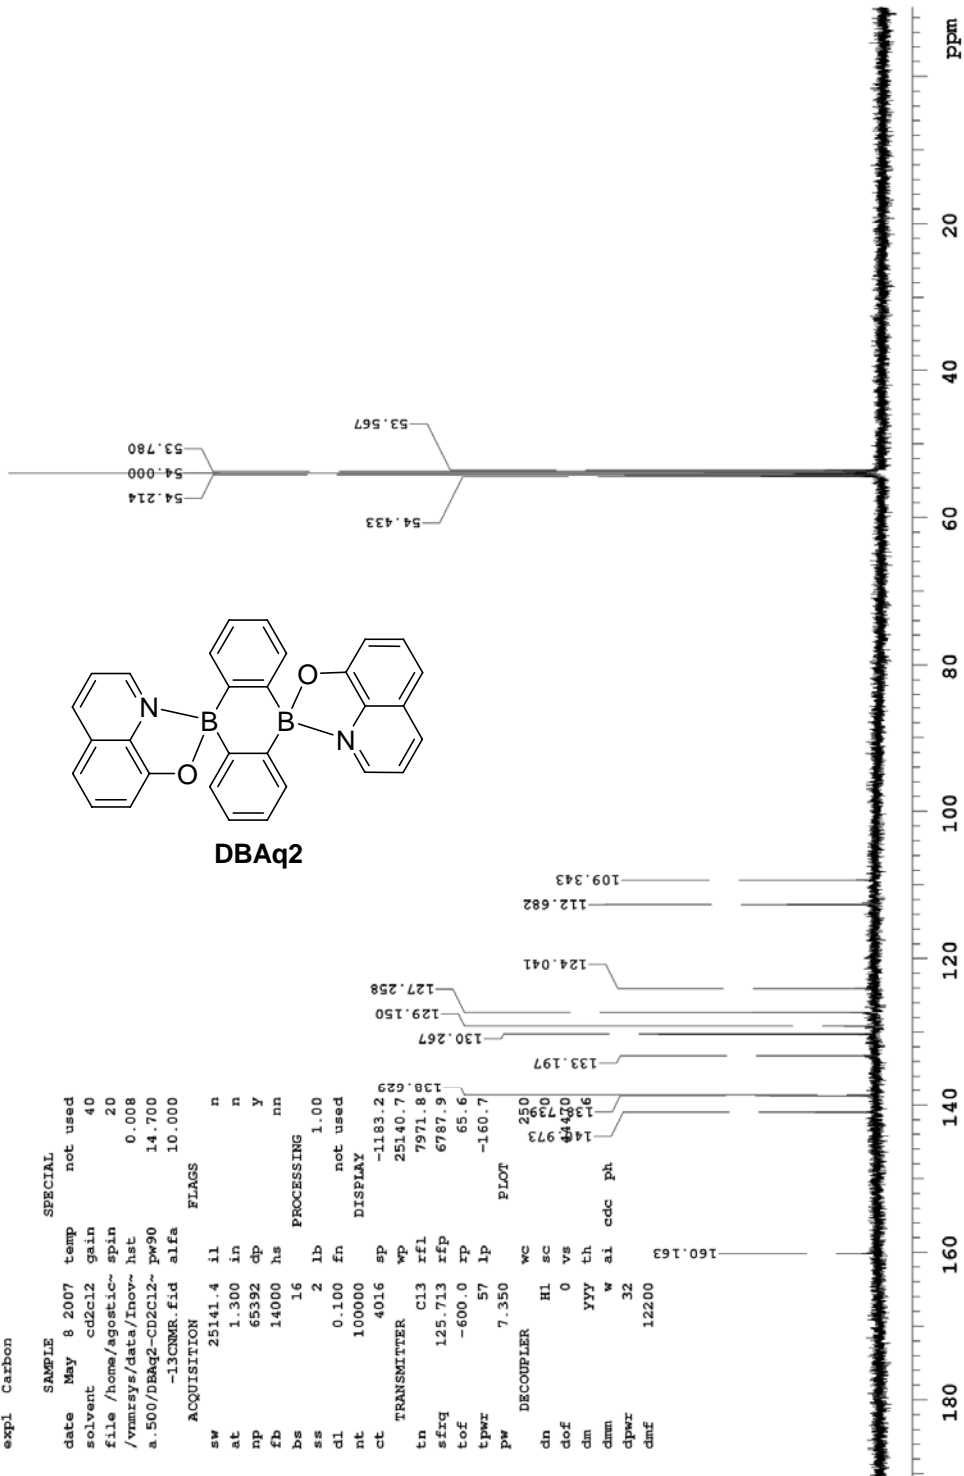 exp1 Carbon
SAMPLE SPECIAL
date May 8 2007 temp not used
solvent cd2cl2 gain 40
file /home/agostic~ spin 20
/vnmrsys/data/Inov~ hst 0.008
a.500/DBAq2-CD2Cl2~ pw90 14.700
-13CNMR.fid alfa 10.000
ACQUISITION FLAGS
sw 25141.4 il n
at 1.300 in n
np 65392 dp y
fb 14000 hs nn
bs 16 PROCESSING
ss 2 lb 1.00
d1 0.100 fn not used
nt 100000 DISPLAY
ct 4016 sp -1183.2
TRANSMITTER wp 25140.7
tn C13 rfl 7971.8
sfrq 125.713 rfp 6787.9
tof -600.0 rp 65.6
tpwr 57 lp -160.7
pw 7.350 PLOT
DECOUPLER wc 250
dn H1 sc 0
dof 0 vs
dm yyy th
dmm w ai cdc ph
dpwr 32
dmf 12200
160.163
140.973
138.739
138.629
133.197
130.267
129.150
127.258
124.041
112.682
109.343
54.433
54.214
54.000
53.780
53.567
N
B
O
B
O
N
DBAq2
180
160
140
120
100
80
60
40
20
ppm